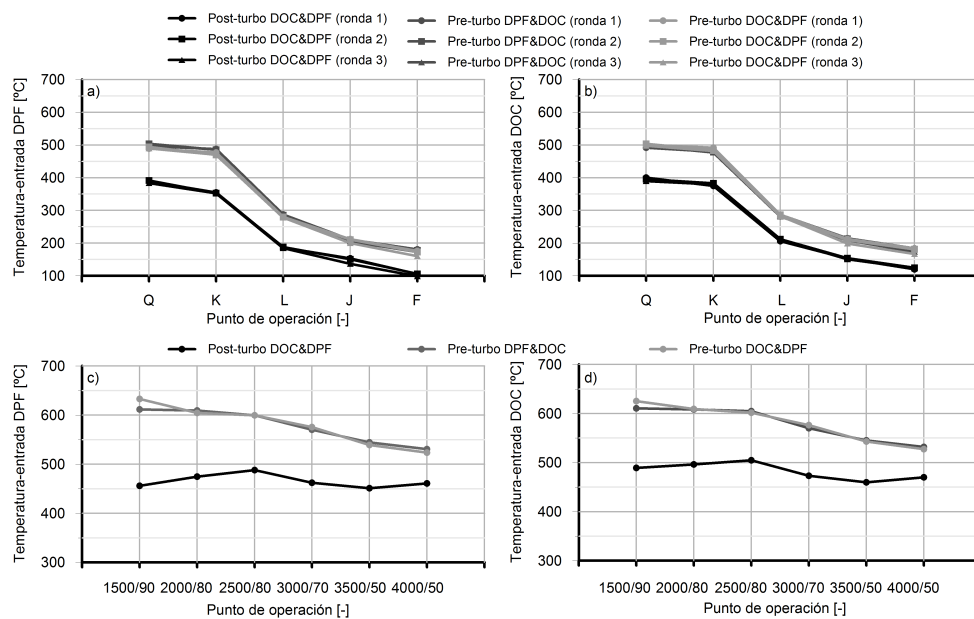 Post-turbo DOC&DPF (ronda 1) Pre-turbo DPF&DOC (ronda 1) Pre-turbo DOC&DPF (ronda 1)
Post-turbo DOC&DPF (ronda 2) Pre-turbo DPF&DOC (ronda 2) Pre-turbo DOC&DPF (ronda 2)
Post-turbo DOC&DPF (ronda 3) Pre-turbo DPF&DOC (ronda 3) Pre-turbo DOC&DPF (ronda 3)
Temperatura-entrada DPF [ºC]
a)
700
600
500
400
300
200
100
Q K L J F
Punto de operación [-]
Temperatura-entrada DOC [ºC]
b)
700
600
500
400
300
200
100
Q K L J F
Punto de operación [-]
Post-turbo DOC&DPF Pre-turbo DPF&DOC Pre-turbo DOC&DPF
Temperatura-entrada DPF [ºC]
c)
700
600
500
400
300
1500/90 2000/80 2500/80 3000/70 3500/50 4000/50
Punto de operación [-]
Temperatura-entrada DOC [ºC]
d)
700
600
500
400
300
1500/90 2000/80 2500/80 3000/70 3500/50 4000/50
Punto de operación [-]